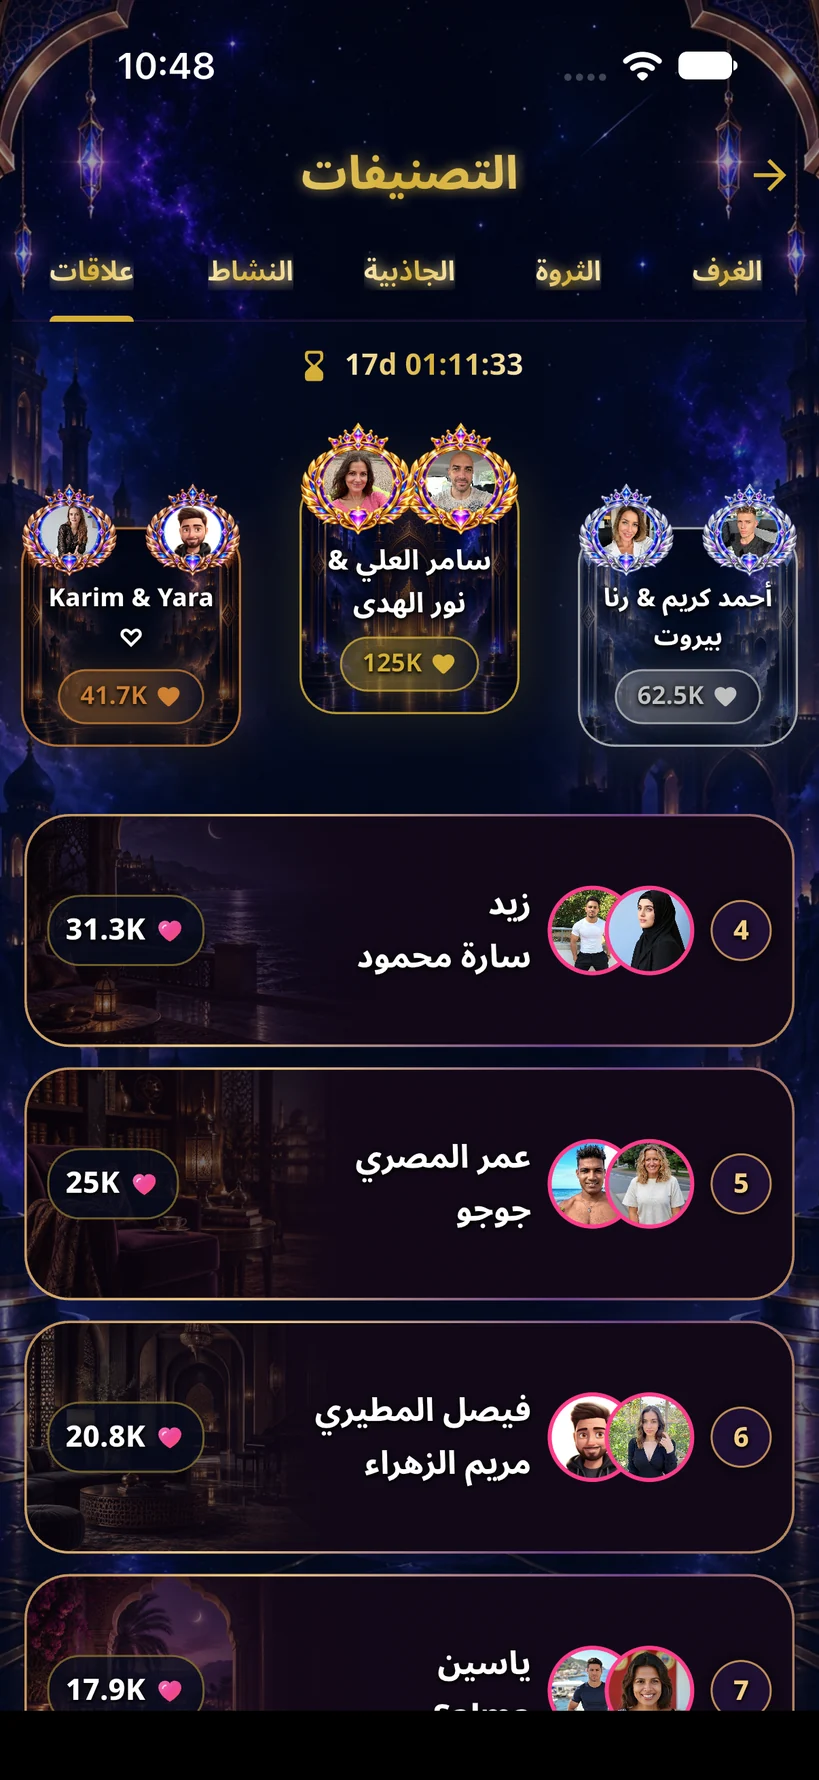 10:48
التصنيفات
الغرف
الثروة
الجاذبية
النشاط
علاقات
17d 01:11:33
سامر العلي &
نور الهدى
125K
أحمد كريم & رنا
بيروت
62.5K
Karim & Yara
♡
41.7K
4
زيد
سارة محمود
31.3K
5
عمر المصري
جوجو
25K
6
فيصل المطيري
مريم الزهراء
20.8K
7
ياسين
17.9K